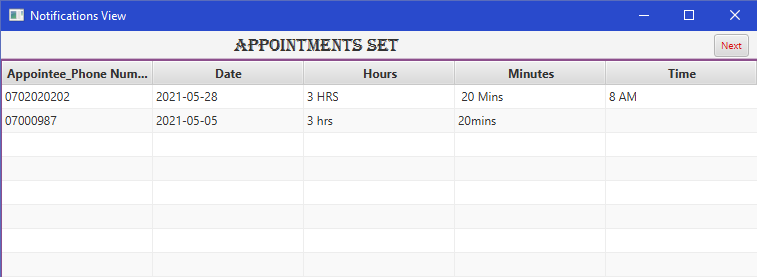 Notifications View
APPOINTMENTS SET
Next
Appointee_Phone Num... Date Hours Minutes Time
0702020202 2021-05-28 3 HRS 20 Mins 8 AM
07000987 2021-05-05 3 hrs 20mins